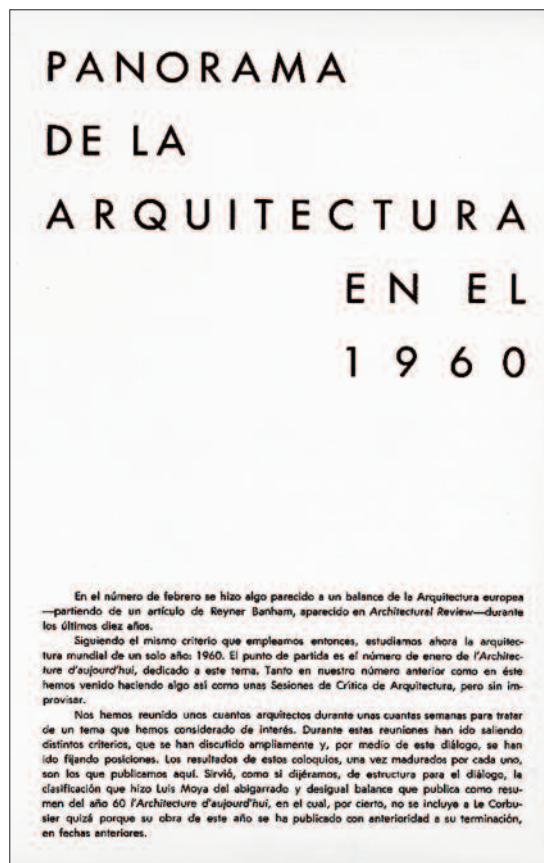 PANORAMA
DE LA
ARQUITECTURA
EN EL
1960
En el número de febrero se hizo algo parecido a un balance de la Arquitectura europea
—partiendo de un artículo de Reyner Banham, aparecido en Architectural Review—durante
los últimos diez años.
Siguiendo el mismo criterio que empleamos entonces, estudiamos ahora la arquitec-
tura mundial de un solo año: 1960. El punto de partida es el número de enero de l'Architec-
ture d'aujourd'hui, dedicado a este tema. Tanto en nuestro número anterior como en éste
hemos venido haciendo algo así como unas Sesiones de Crítica de Arquitectura, pero sin im-
provisar.
Nos hemos reunido unos cuantos arquitectos durante unas cuantas semanas para tratar
de un tema que hemos considerado de interés. Durante estas reuniones han ido saliendo
distintos criterios, que se han discutido ampliamente y, por medio de este diálogo, se han
ido fijando posiciones. Los resultados de estos coloquios, una vez madurados por cada uno,
son los que publicamos aquí. Sirvió, como si dijéramos, de estructura para el diálogo, la
clasificación que hizo Luis Moya del abigarrado y desigual balance que publica como resu-
men del año 60 l'Architecture d'aujourd'hui, en el cual, por cierto, no se incluye a Le Corbu-
sier quizá porque su obra de este año se ha publicado con anterioridad a su terminación,
en fechas anteriores.